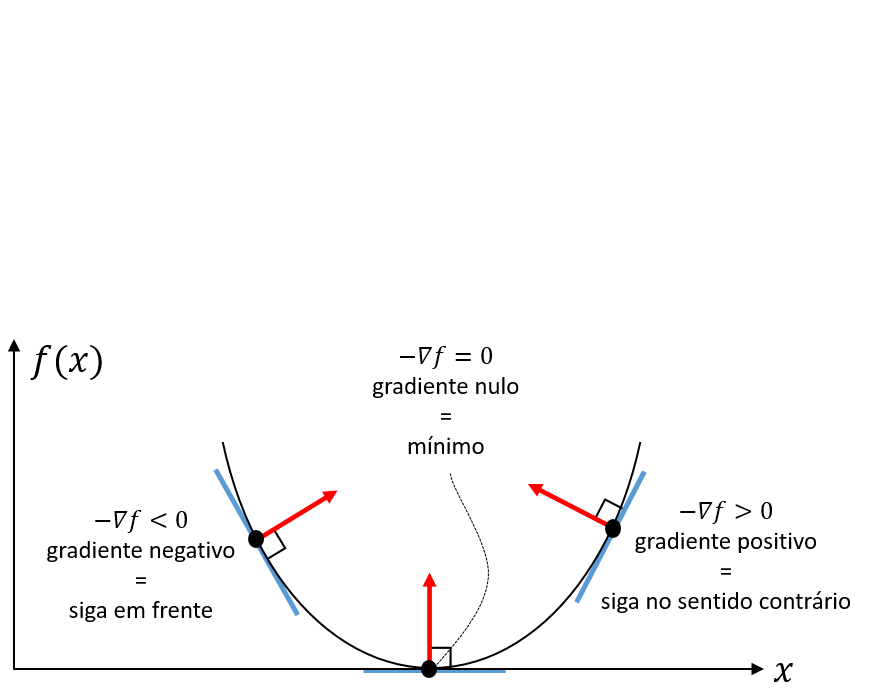 f(x)
−∇f = 0
gradiente nulo
=
mínimo
−∇f < 0
gradiente negativo
=
siga em frente
−∇f > 0
gradiente positivo
=
siga no sentido contrário
x